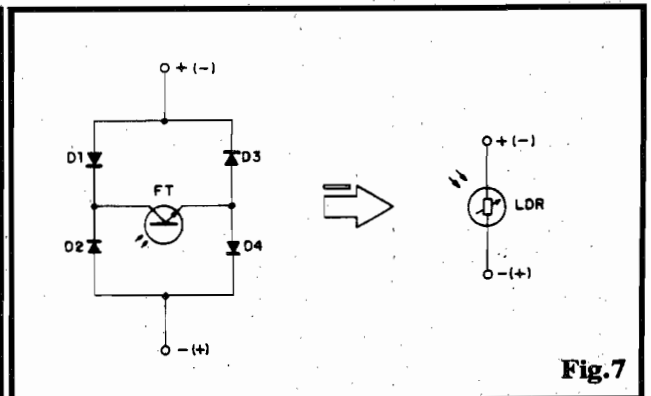 +(-)
D1
D3
FT
D2
D4
-(+)
+(-)
LDR
-(+)
Fig.7